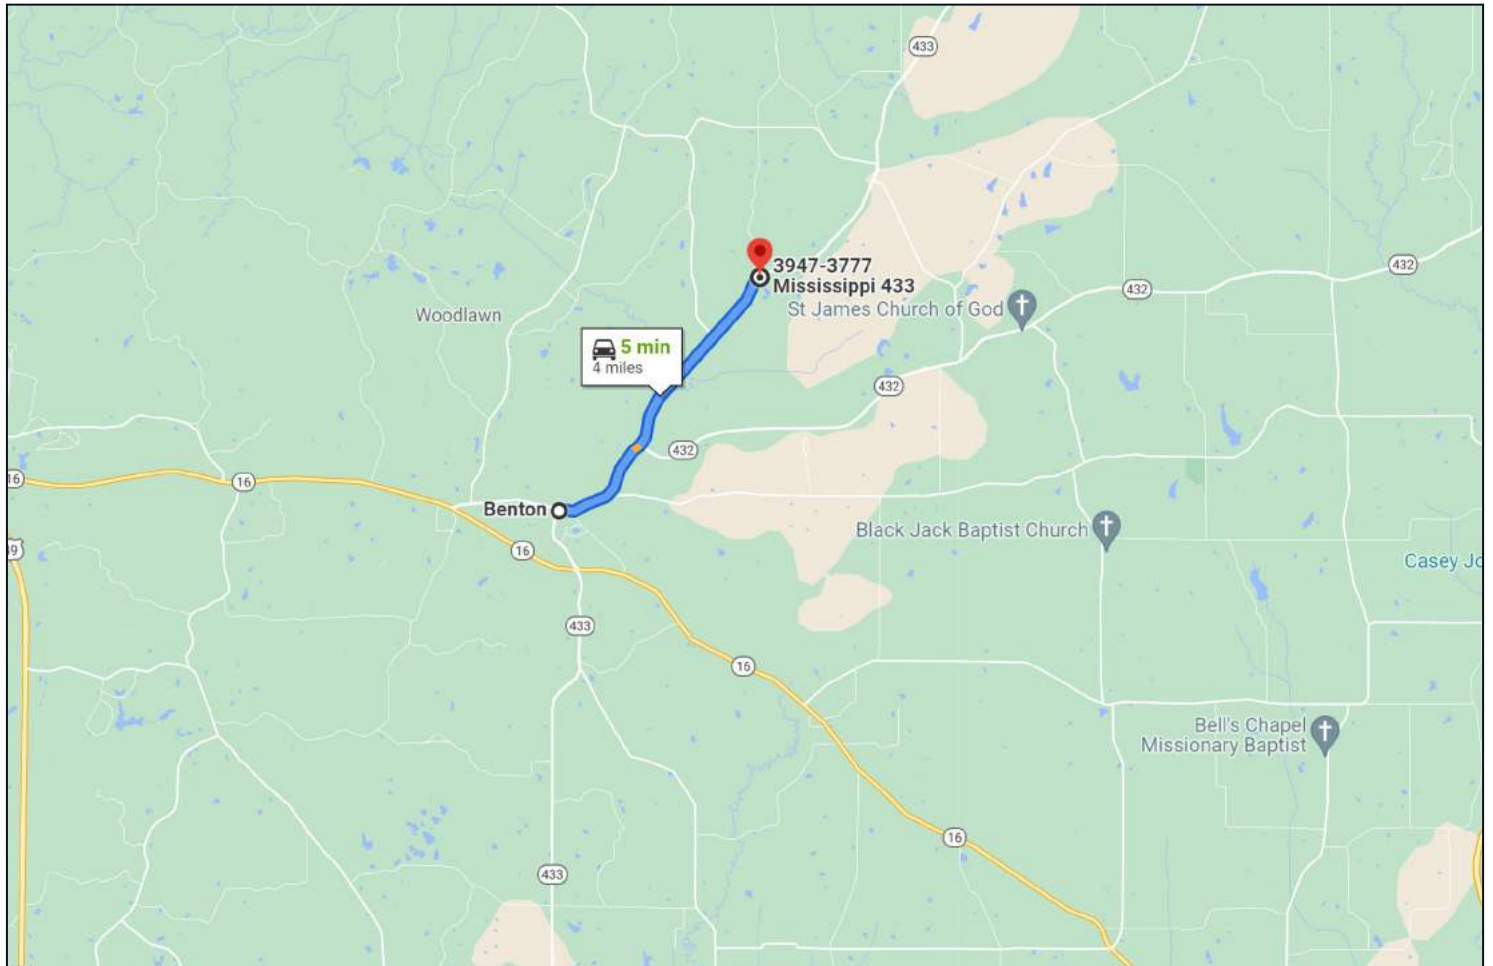 433
3947-3777
Mississippi 433
St James Church of God
432
432
Woodlawn
5 min
4 miles
432
432
16
16
Benton
16
Black Jack Baptist Church
Casey Jo
433
16
Bell's Chapel
Missionary Baptist
16
433